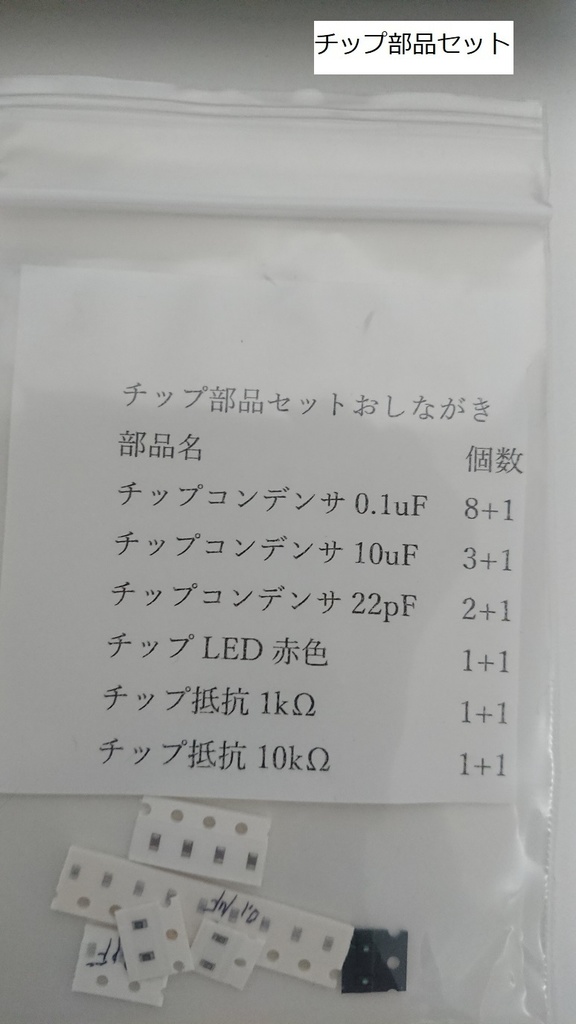 チップ部品セット
チップ部品セットおしながき
部品名 個数
チップコンデンサ 0.1uF 8+1
チップコンデンサ 10uF 3+1
チップコンデンサ 22pF 2+1
チップ LED 赤色 1+1
チップ抵抗 1kΩ 1+1
チップ抵抗 10kΩ 1+1
0.1μF
pF